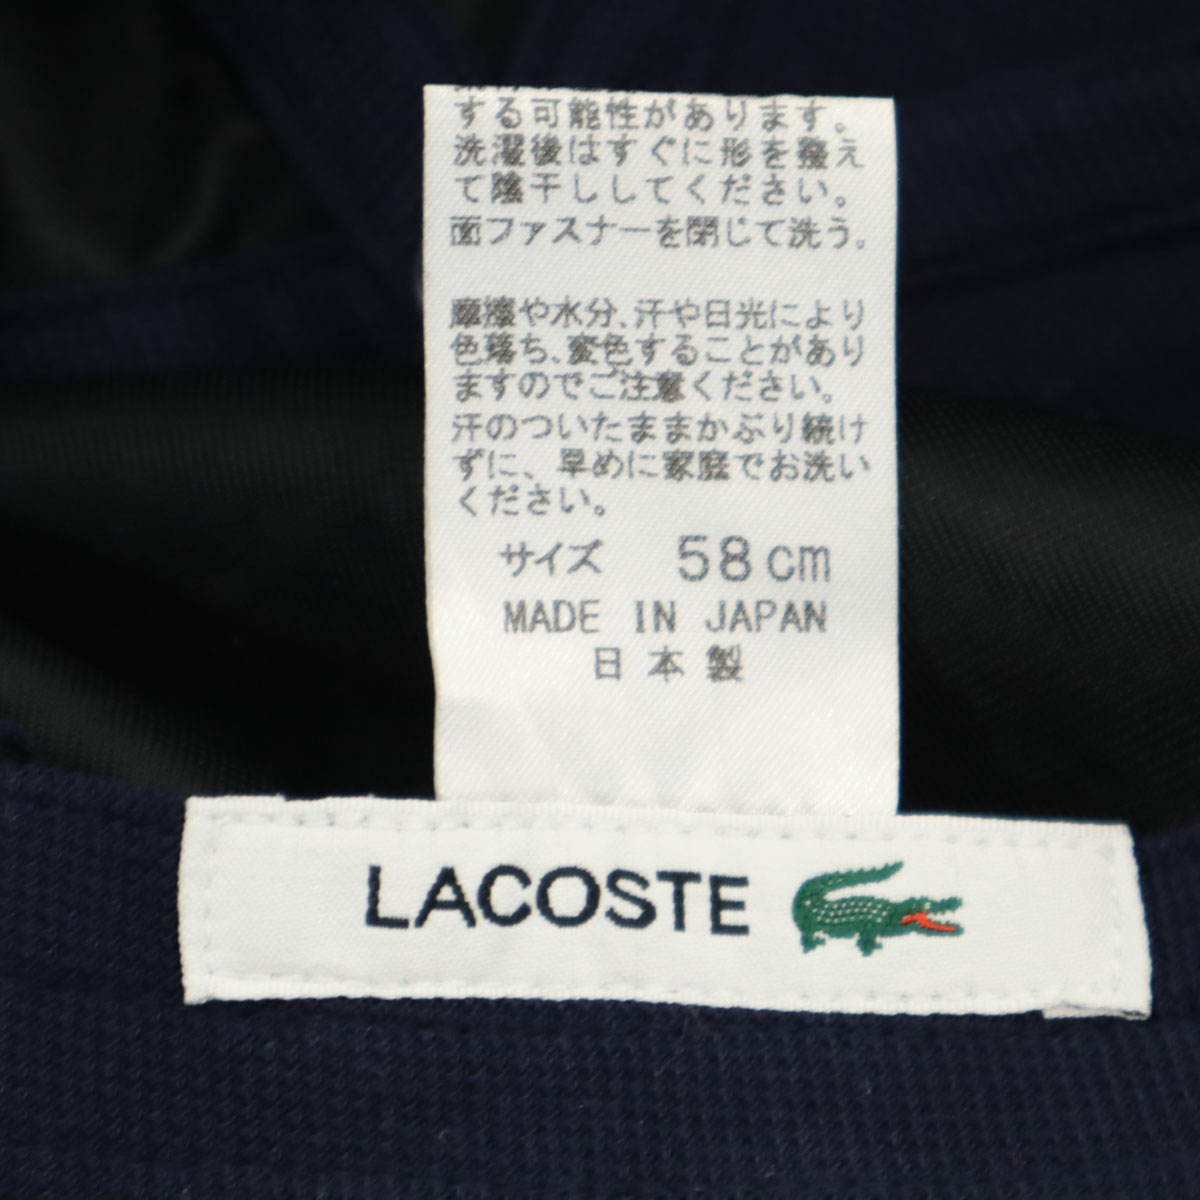 する可能性があります。
洗濯後はすぐに形を整え
て陰干ししてください。
面ファスナーを閉じて洗う。
摩擦や水分、汗や日光により
色落ち、変色することがあり
ますのでご注意ください。
汗のついたままかぶり続け
ずに、早めに家庭でお洗い
ください。
サイズ 58cm
MADE IN JAPAN
日本製
LACOSTE